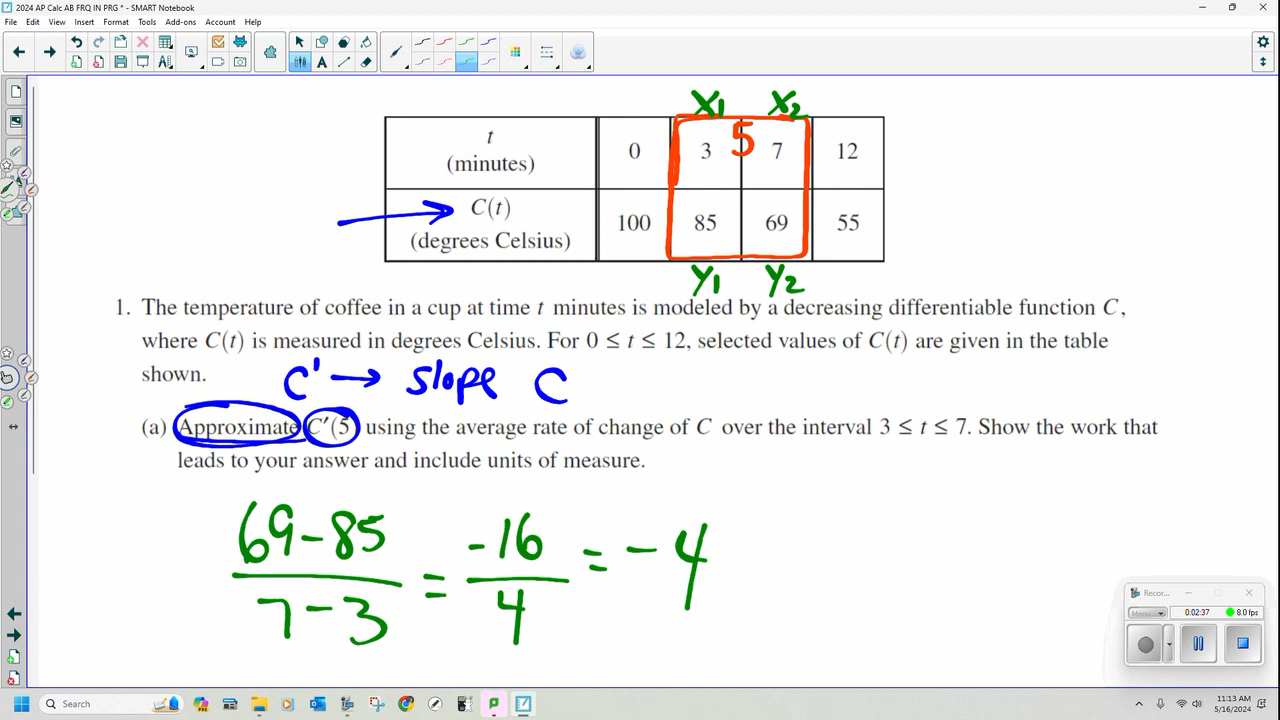 2024 AP Calc AB FRQ IN PRG * - SMART Notebook
File Edit View Insert Format Tools Add-ons Account Help
X1 X2
t (minutes) 0 3 5 7 12
C(t) (degrees Celsius) 100 85 69 55
Y1 Y2
1. The temperature of coffee in a cup at time t minutes is modeled by a decreasing differentiable function C,
where C(t) is measured in degrees Celsius. For 0 ≤ t ≤ 12, selected values of C(t) are given in the table
shown.
C' → slope C
(a) Approximate C′(5) using the average rate of change of C over the interval 3 ≤ t ≤ 7. Show the work that
leads to your answer and include units of measure.
69-85 / 7-3 = -16 / 4 = -4
Recor...
0:02:37 8.0 fps
Search
11:13 AM
5/16/2024